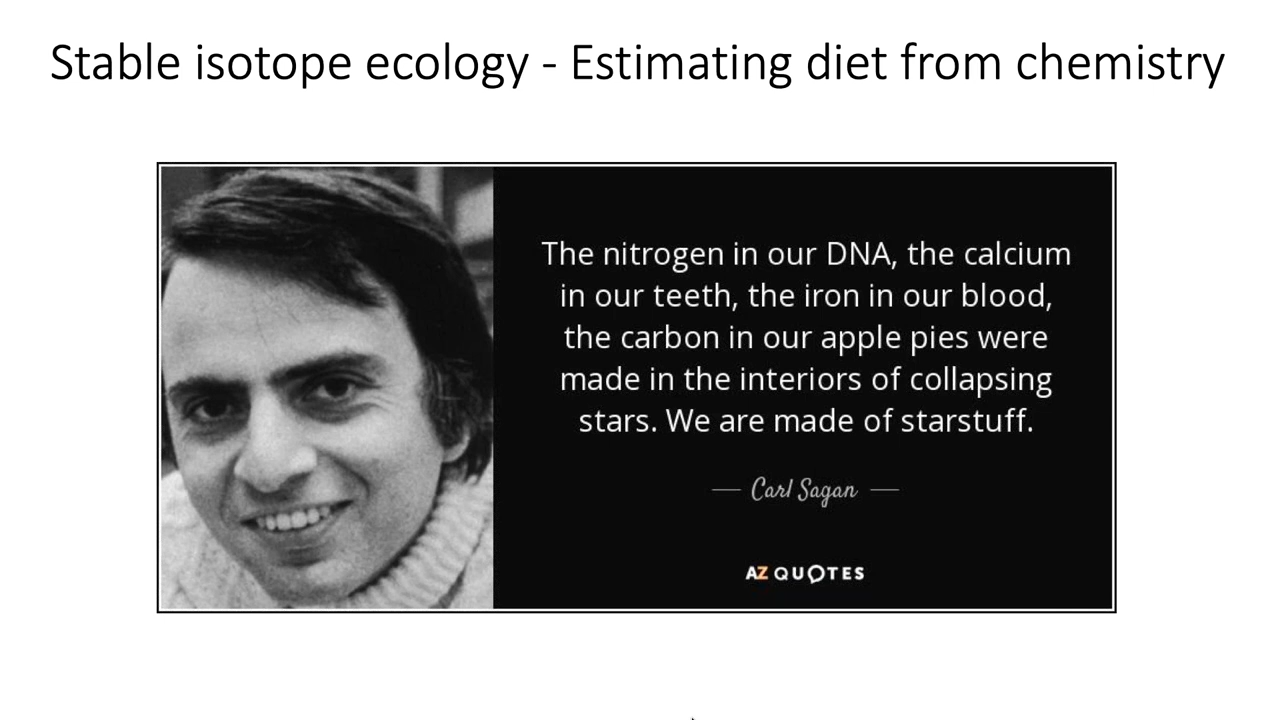 Stable isotope ecology - Estimating diet from chemistry
The nitrogen in our DNA, the calcium
in our teeth, the iron in our blood,
the carbon in our apple pies were
made in the interiors of collapsing
stars. We are made of starstuff.
— Carl Sagan —
AZ QUOTES